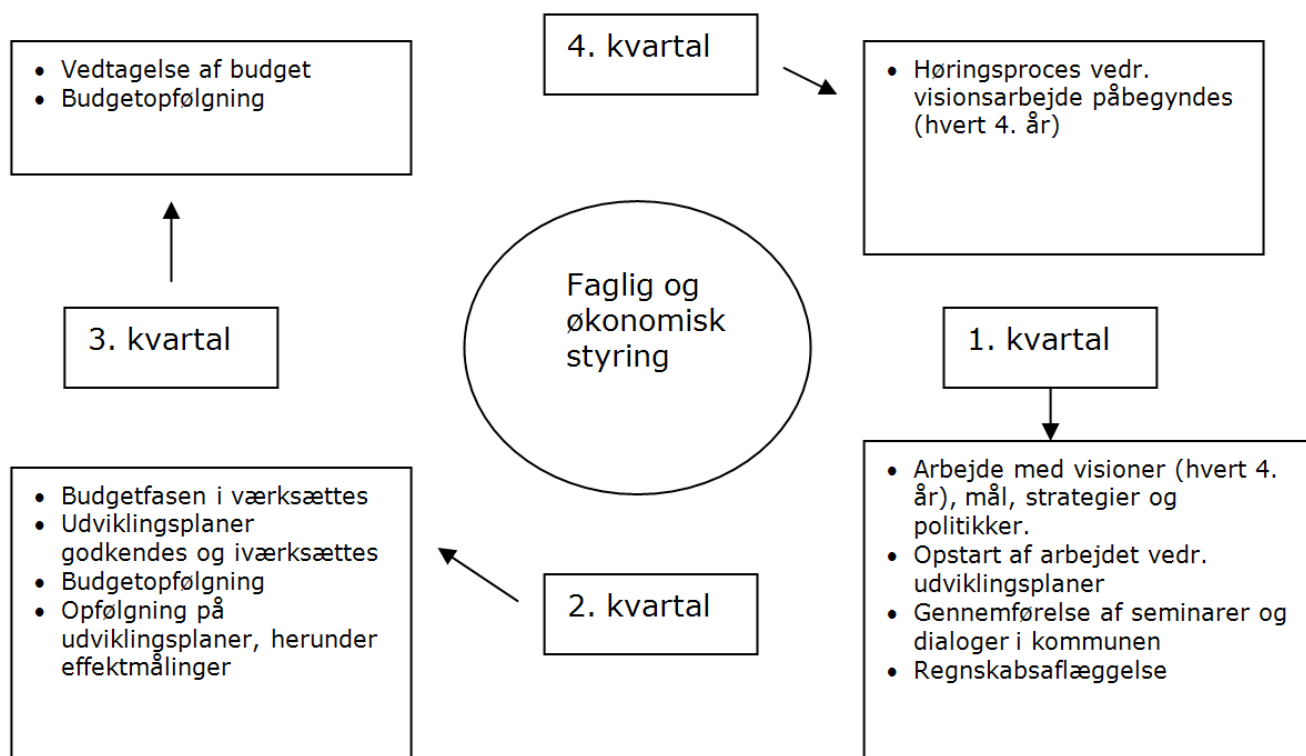 4. kvartal
• Vedtagelse af budget
• Budgetopfølgning
• Høringsproces vedr.
visionsarbejde påbegyndes
(hvert 4. år)
Faglig og
økonomisk
styring
3. kvartal
1. kvartal
• Budgetfasen i værksættes
• Udviklingsplaner
godkendes og iværksættes
• Budgetopfølgning
• Opfølgning på
udviklingsplaner, herunder
effektmålinger
2. kvartal
• Arbejde med visioner (hvert 4.
år), mål, strategier og
politikker.
• Opstart af arbejdet vedr.
udviklingsplaner
• Gennemførelse af seminarer og
dialoger i kommunen
• Regnskabsaflæggelse